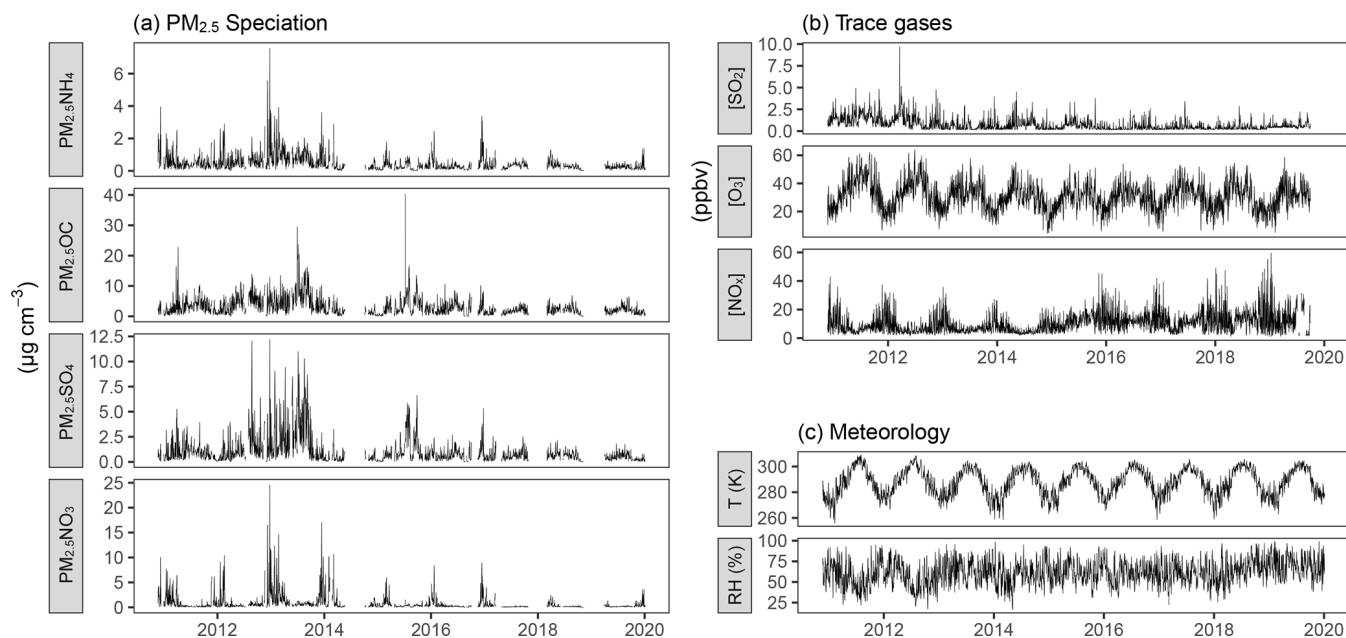 (a) PM₂.₅ Speciation
(μg cm⁻³)
PM₂.₅NH₄
6
4
2
0
PM₂.₅OC
40
30
20
10
0
PM₂.₅SO₄
12.5
10.0
7.5
5.0
2.5
0.0
PM₂.₅NO₃
25
20
15
10
5
0
2012 2014 2016 2018 2020
(b) Trace gases
(ppbv)
[SO₂]
10.0
7.5
5.0
2.5
0.0
[O₃]
60
40
20
[NOₓ]
60
40
20
0
2012 2014 2016 2018 2020
(c) Meteorology
T (K)
300
280
260
RH (%)
100
75
50
25
2012 2014 2016 2018 2020